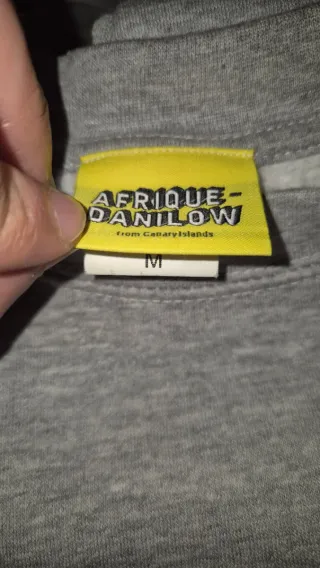 AFRIQUE-
DANILOW
from Canary Islands
M